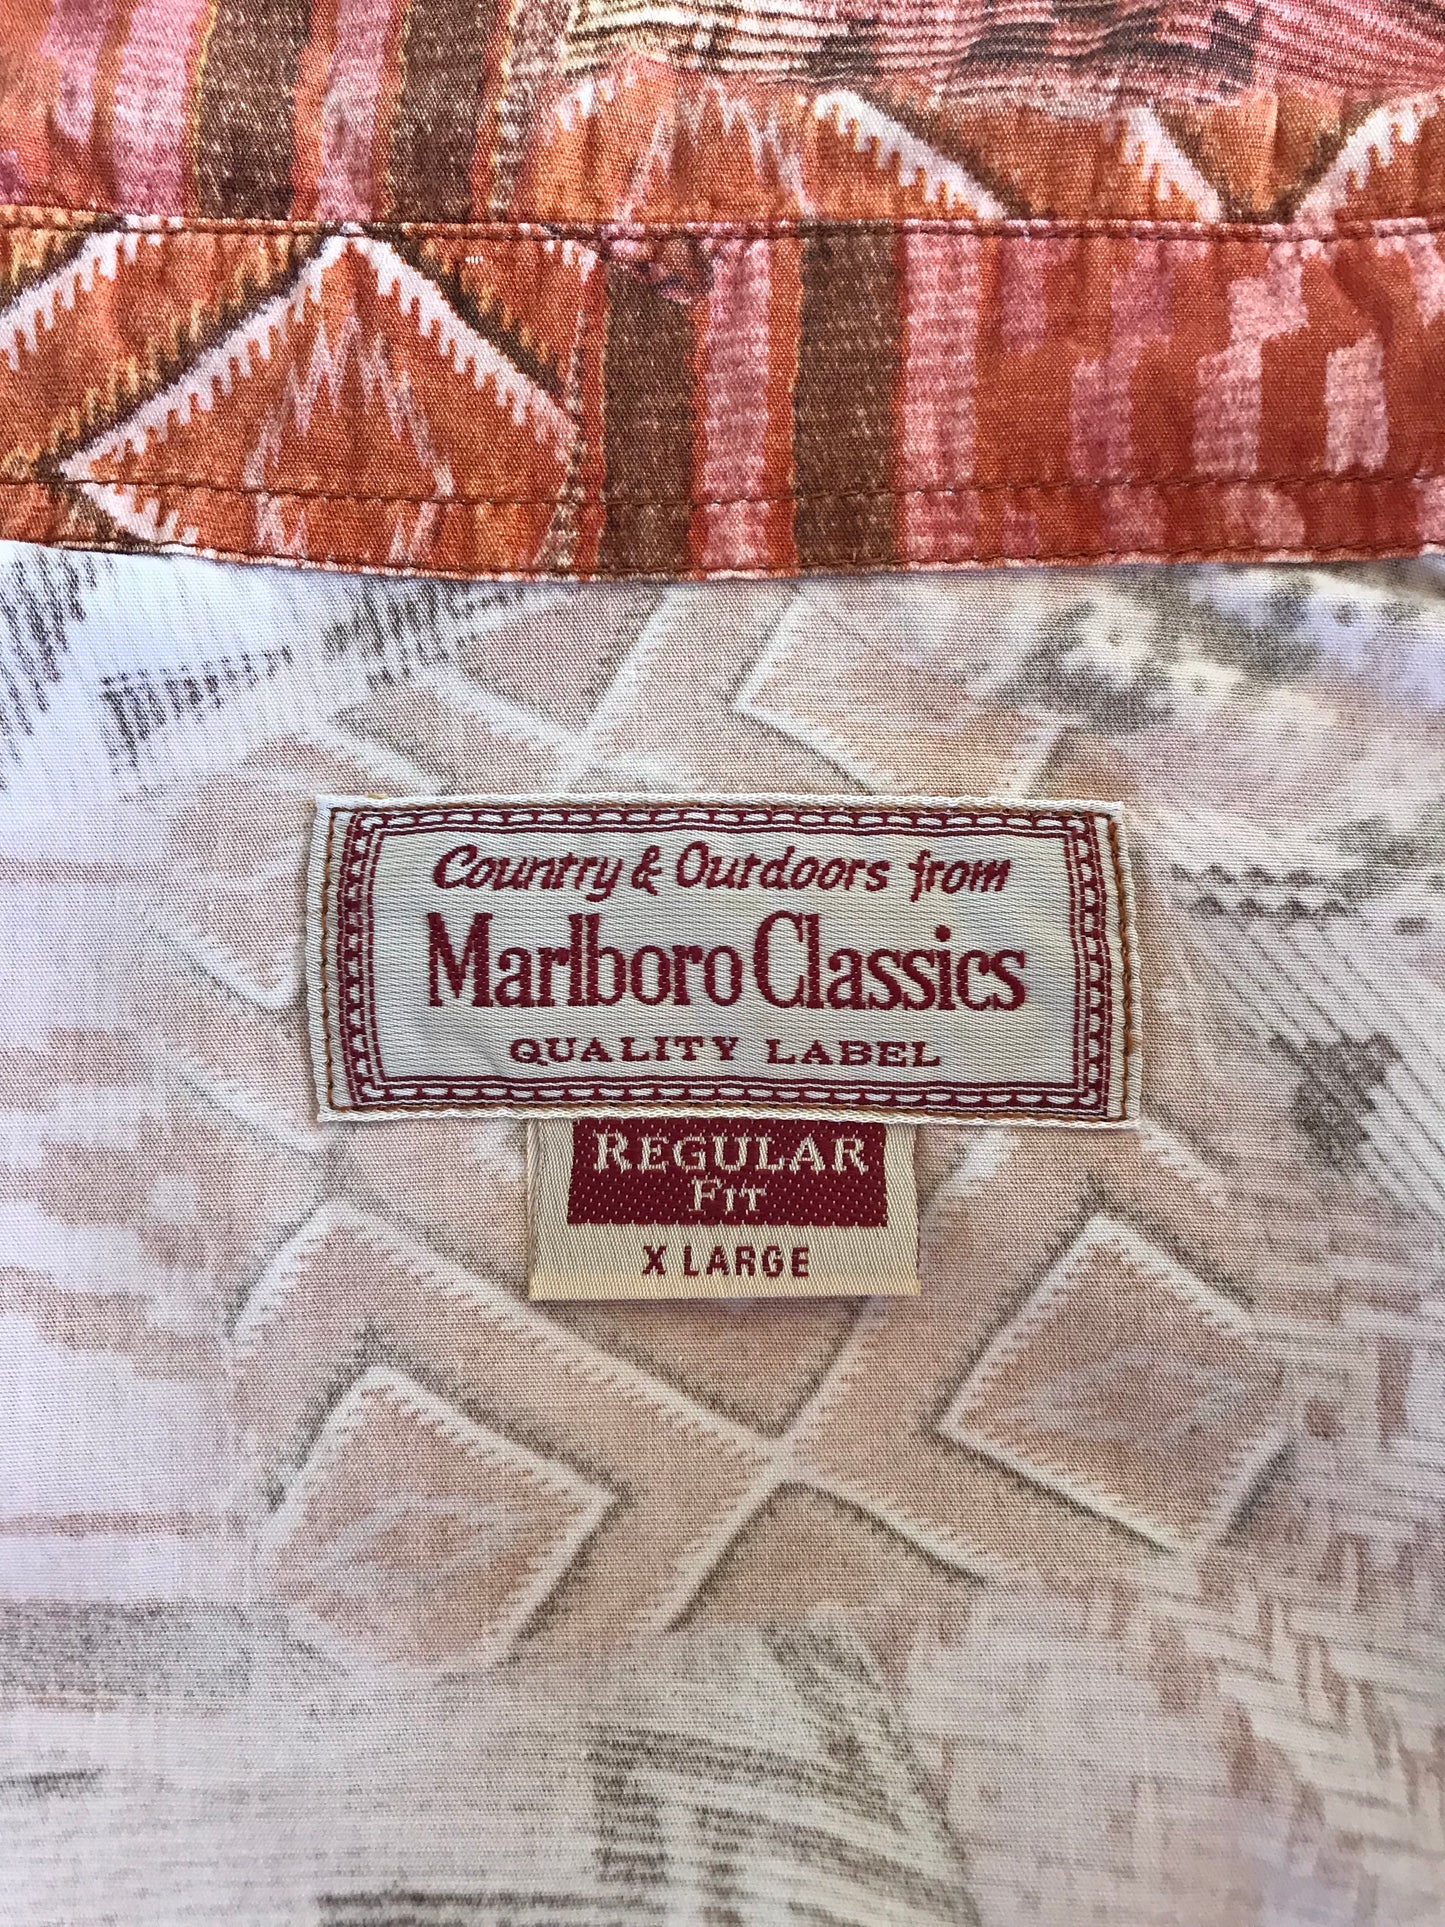 Country & Outdoors from
Marlboro Classics
QUALITY LABEL
REGULAR
FIT
X LARGE